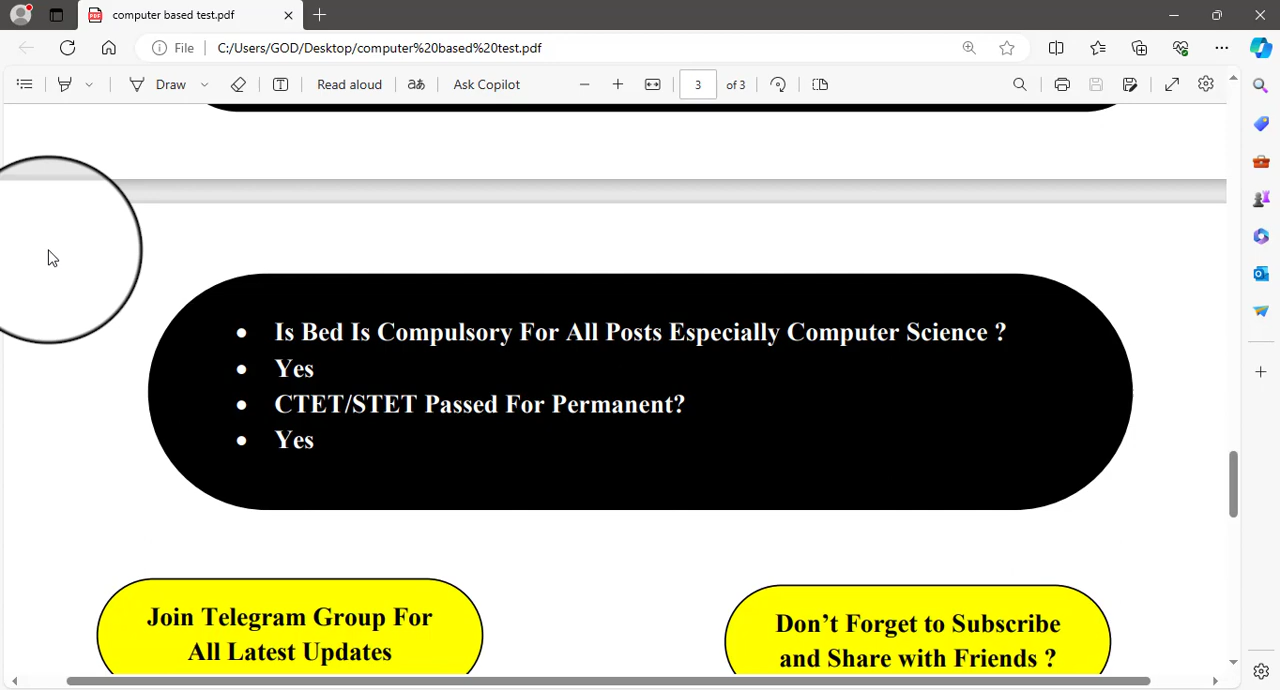 computer based test.pdf
File
C:/Users/GOD/Desktop/computer%20based%20test.pdf
Draw
Read aloud
aあ
Ask Copilot
3
of 3
Is Bed Is Compulsory For All Posts Especially Computer Science ?
Yes
CTET/STET Passed For Permanent?
Yes
Join Telegram Group For
All Latest Updates
Don’t Forget to Subscribe
and Share with Friends ?